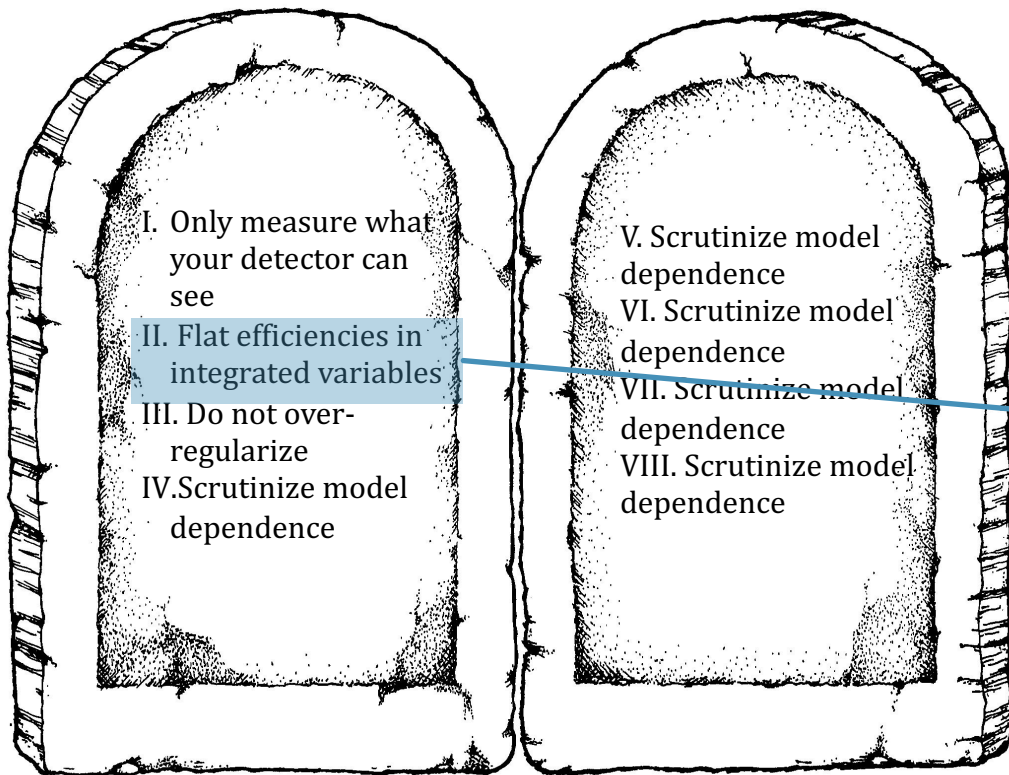 I. Only measure what
your detector can
see
II. Flat efficiencies in
integrated variables
III. Do not over-
regularize
IV.Scrutinize model
dependence
V. Scrutinize model
dependence
VI. Scrutinize model
dependence
VII. Scrutinize model
dependence
VIII. Scrutinize model
dependence